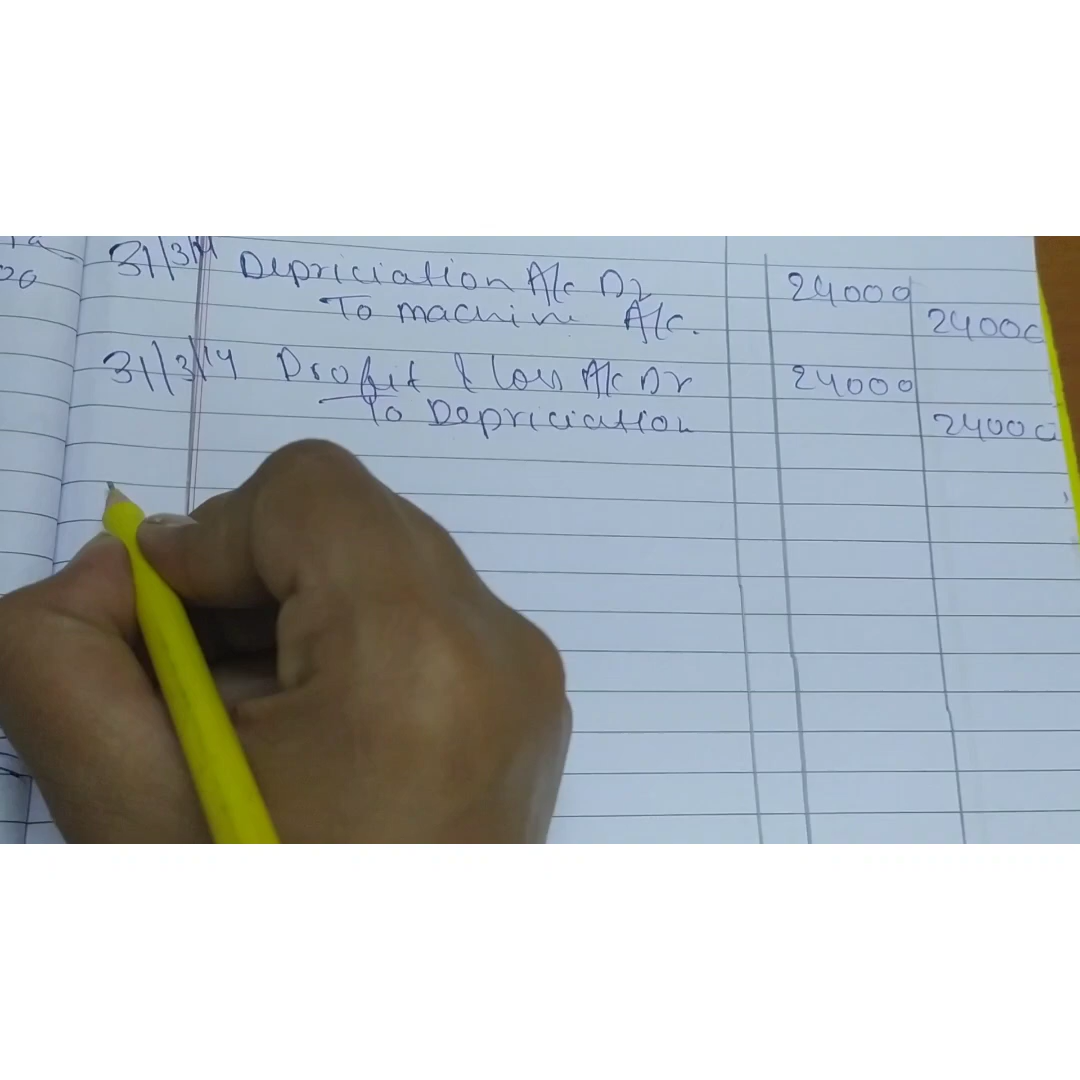 20
31/3/14 Depriciation A/c Dr 24000
To machine A/c. 24000
31/3/14 Profit & loss A/c Dr 24000
To Depriciation 24000